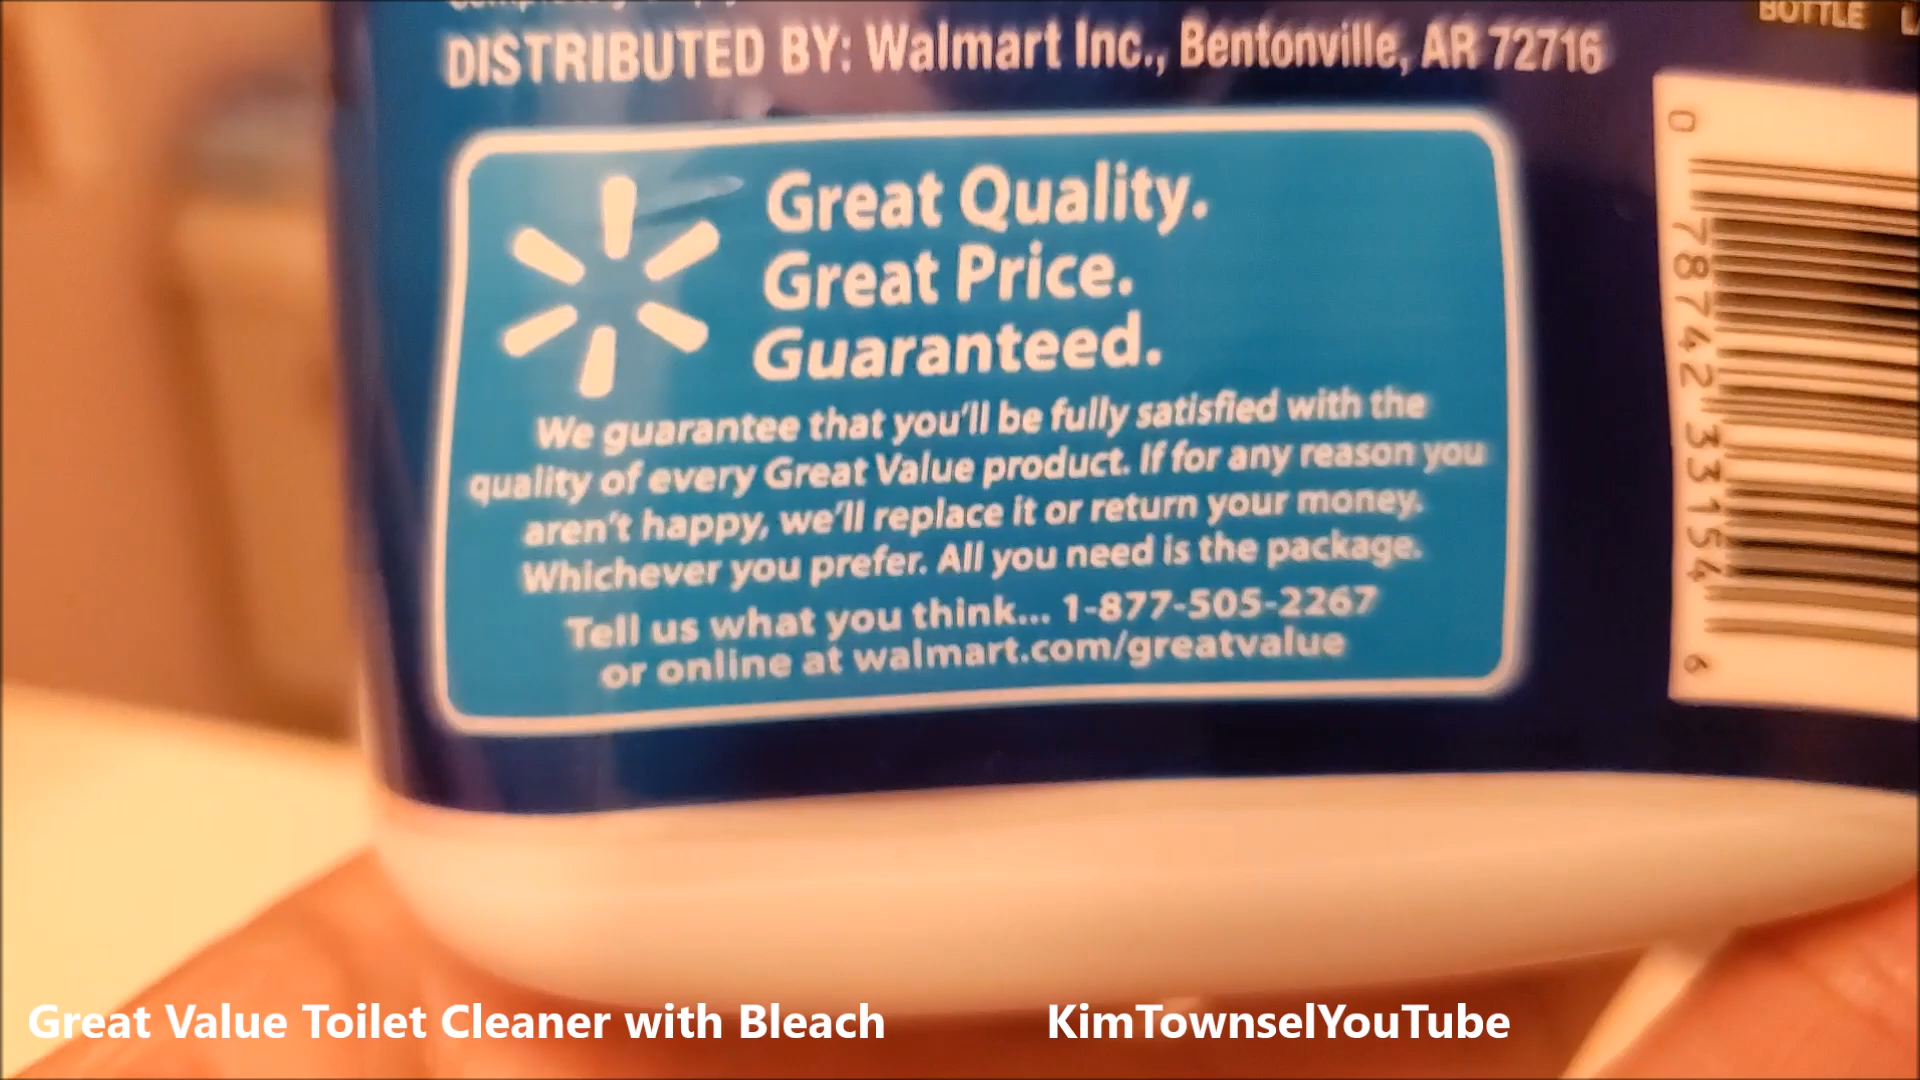 DISTRIBUTED BY: Walmart Inc., Bentonville, AR 72716
BOTTLE
Great Quality.
Great Price.
Guaranteed.
We guarantee that you'll be fully satisfied with the
quality of every Great Value product. If for any reason you
aren't happy, we'll replace it or return your money.
Whichever you prefer. All you need is the package.
Tell us what you think... 1-877-505-2267
or online at walmart.com/greatvalue
0 78742 33154 6
Great Value Toilet Cleaner with Bleach
KimTownselYouTube